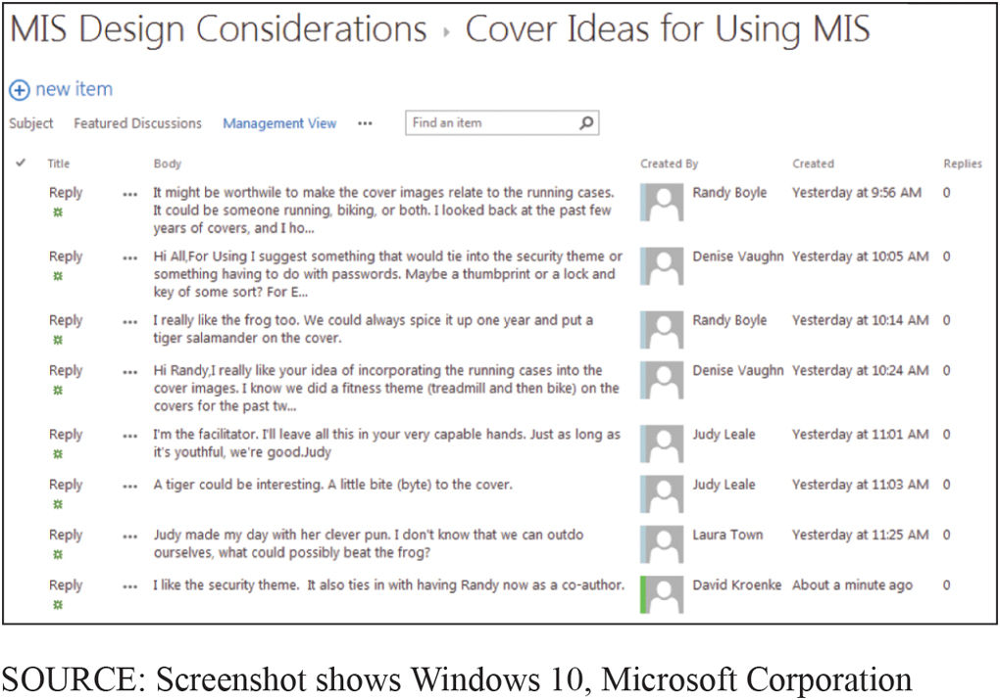 MIS Design Considerations ▸ Cover Ideas for Using MIS
new item
Subject Featured Discussions Management View ••• Find an item
✓ Title Body Created By Created Replies
Reply ••• It might be worthwile to make the cover images relate to the running cases. Randy Boyle Yesterday at 9:56 AM 0
It could be someone running, biking, or both. I looked back at the past few
years of covers, and I ho...
Reply ••• Hi All,For Using I suggest something that would tie into the security theme or Denise Vaughn Yesterday at 10:05 AM 0
something having to do with passwords. Maybe a thumbprint or a lock and
key of some sort? For E...
Reply ••• I really like the frog too. We could always spice it up one year and put a Randy Boyle Yesterday at 10:14 AM 0
tiger salamander on the cover.
Reply ••• Hi Randy,I really like your idea of incorporating the running cases into the Denise Vaughn Yesterday at 10:24 AM 0
cover images. I know we did a fitness theme (treadmill and then bike) on the
covers for the past tw...
Reply ••• I'm the facilitator. I'll leave all this in your very capable hands. Just as long as Judy Leale Yesterday at 11:01 AM 0
it's youthful, we're good.Judy
Reply ••• A tiger could be interesting. A little bite (byte) to the cover. Judy Leale Yesterday at 11:03 AM 0
Reply ••• Judy made my day with her clever pun. I don't know that we can outdo Laura Town Yesterday at 11:25 AM 0
ourselves, what could possibly beat the frog?
Reply ••• I like the security theme. It also ties in with having Randy now as a co-author. David Kroenke About a minute ago 0
SOURCE: Screenshot shows Windows 10, Microsoft Corporation